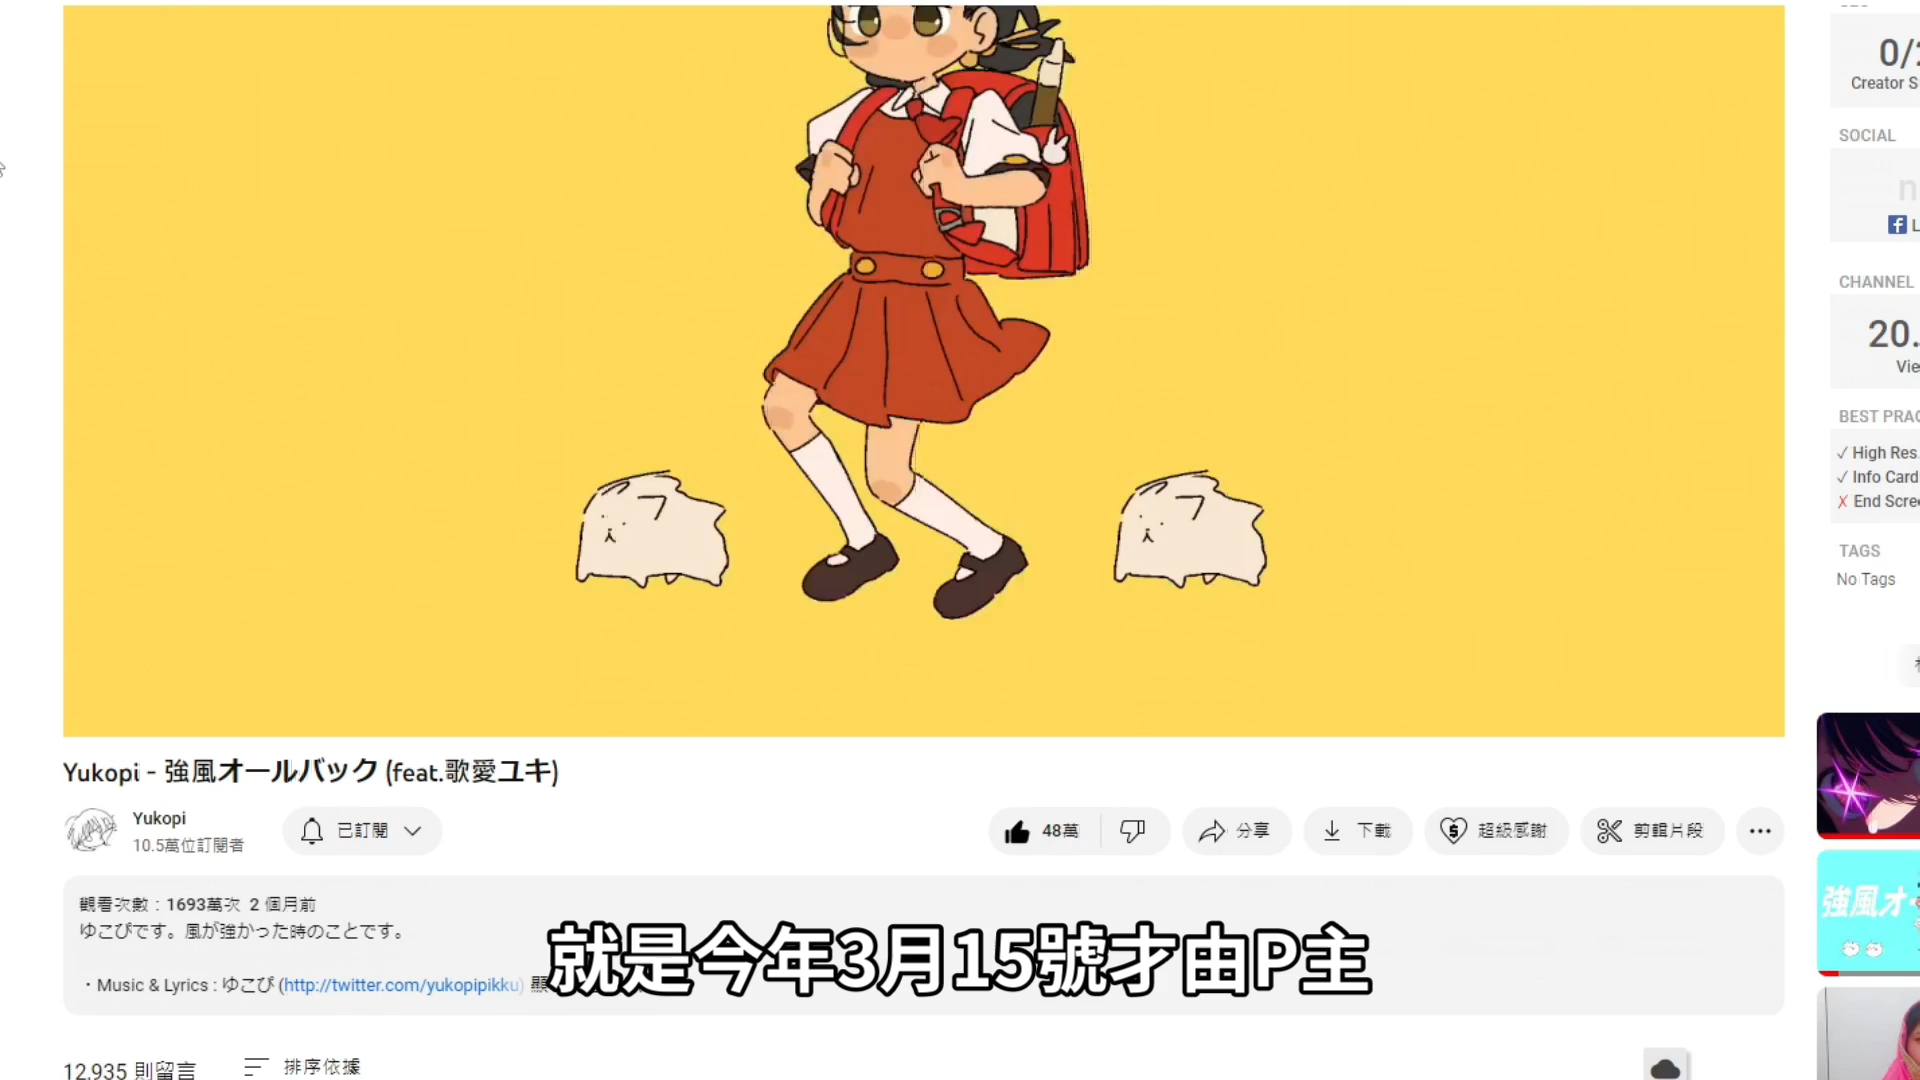 Yukopi - 強風オールバック (feat.歌愛ユキ)
Yukopi
10.5萬位訂閱者
已訂閱
48萬
分享
下載
超級感謝
剪輯片段
觀看次數：1693萬次 2 個月前
ゆこぴです。風が強かった時のことです。
・Music & Lyrics : ゆこぴ (http://twitter.com/yukopipikku) 顯
就是今年3月15號才由P主
12,935 則留言
排序依據
0/
Creator S
SOCIAL
CHANNEL
20.
Vie
BEST PRAC
✓ High Res.
✓ Info Card
✗ End Scre
TAGS
No Tags
強風オ